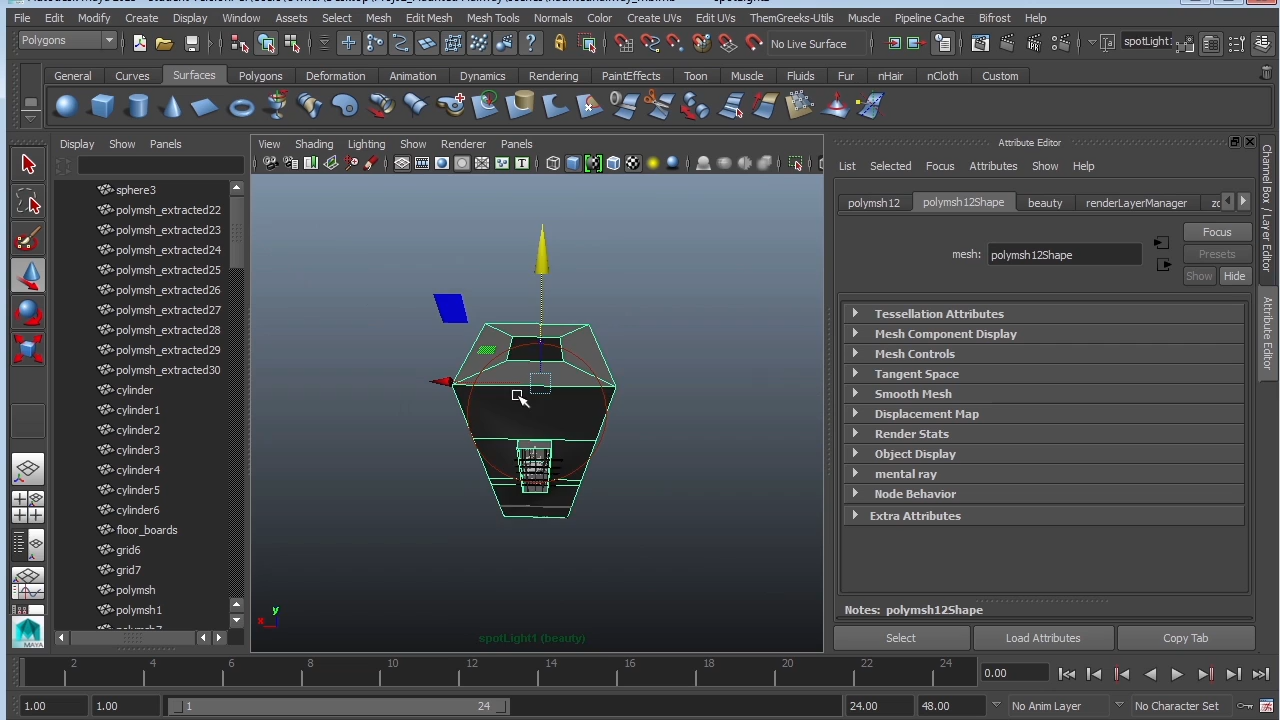 File Edit Modify Create Display Window Assets Select Mesh Edit Mesh Mesh Tools Normals Color Create UVs Edit UVs ThemGreeks-Utils Muscle Pipeline Cache Bifrost Help
Polygons
No Live Surface
spotLight1
General Curves Surfaces Polygons Deformation Animation Dynamics Rendering PaintEffects Toon Muscle Fluids Fur nHair nCloth Custom
Display Show Panels
View Shading Lighting Show Renderer Panels
Attribute Editor
List Selected Focus Attributes Show Help
sphere3
polymsh_extracted22
polymsh_extracted23
polymsh_extracted24
polymsh_extracted25
polymsh_extracted26
polymsh_extracted27
polymsh_extracted28
polymsh_extracted29
polymsh_extracted30
cylinder
cylinder1
cylinder2
cylinder3
cylinder4
cylinder5
cylinder6
floor_boards
grid6
grid7
polymsh
polymsh1
y
x
spotLight1 (beauty)
polymsh12 polymsh12Shape beauty renderLayerManager
mesh: polymsh12Shape
Focus
Presets
Show Hide
Tessellation Attributes
Mesh Component Display
Mesh Controls
Tangent Space
Smooth Mesh
Displacement Map
Render Stats
Object Display
mental ray
Node Behavior
Extra Attributes
Notes: polymsh12Shape
Select Load Attributes Copy Tab
Channel Box / Layer Editor
Attribute Editor
MAYA
2 4 6 8 10 12 14 16 18 20 22 24
0.00
1.00 1.00 1 24 24.00 48.00 No Anim Layer No Character Set